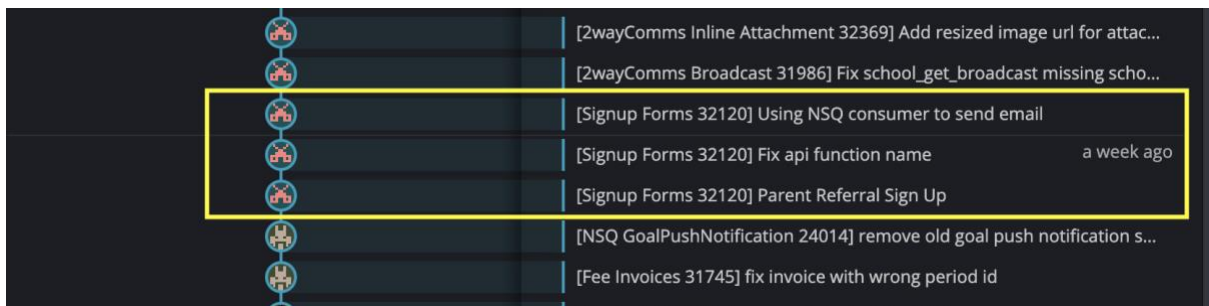 [2wayComms Inline Attachment 32369] Add resized image url for attac...
[2wayComms Broadcast 31986] Fix school_get_broadcast missing scho...
[Signup Forms 32120] Using NSQ consumer to send email
[Signup Forms 32120] Fix api function name a week ago
[Signup Forms 32120] Parent Referral Sign Up
[NSQ GoalPushNotification 24014] remove old goal push notification s...
[Fee Invoices 31745] fix invoice with wrong period id